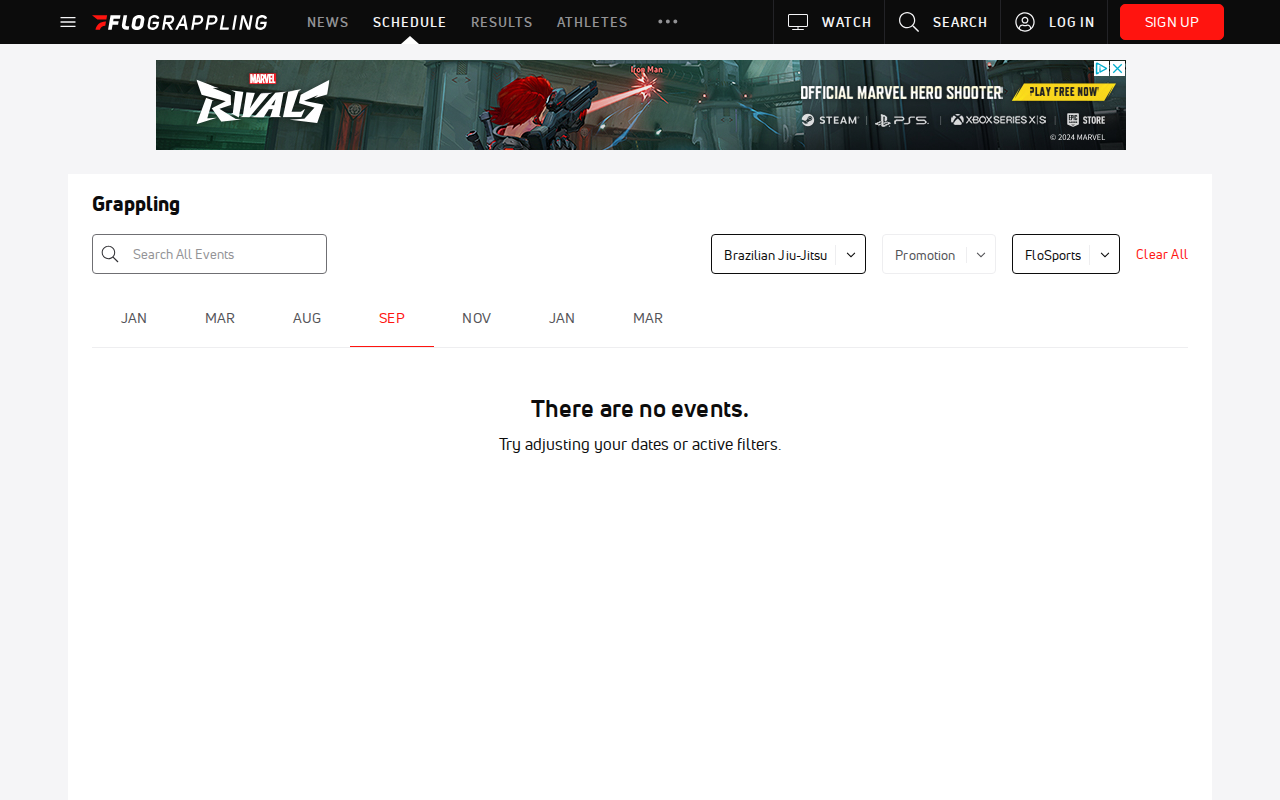 FLOGRAPPLING
NEWS
SCHEDULE
RESULTS
ATHLETES
WATCH
SEARCH
LOG IN
SIGN UP
MARVEL
RIVALS
Iron Man
OFFICIAL MARVEL HERO SHOOTER!
PLAY FREE NOW
STEAM
PS5
XBOX SERIES X|S
EPIC GAMES STORE
© 2024 MARVEL
Grappling
Search All Events
Brazilian Jiu-Jitsu
Promotion
FloSports
Clear All
JAN
MAR
AUG
SEP
NOV
JAN
MAR
There are no events.
Try adjusting your dates or active filters.